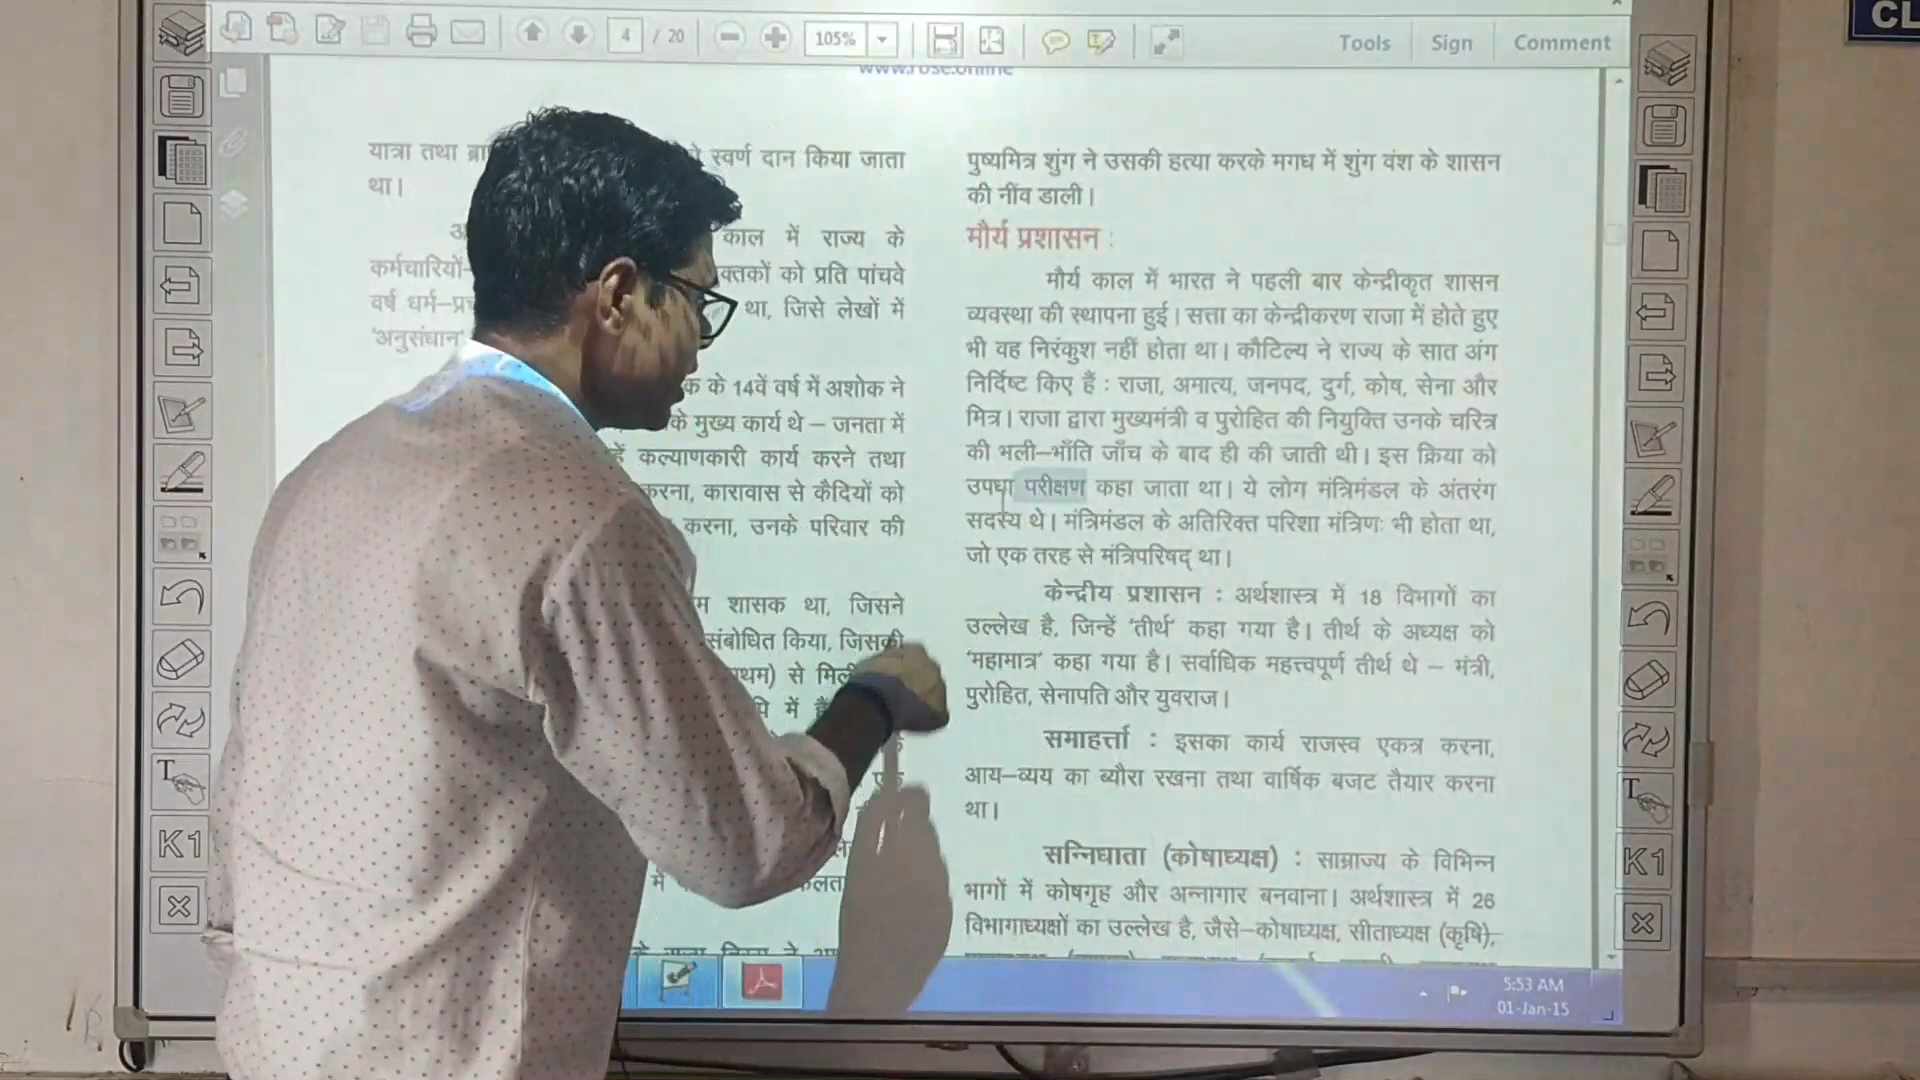 CL
4 / 20
105%
Tools
Sign
Comment
www.rbse.online
यात्रा तथा स्वर्ण दान किया जाता
था।
काल में राज्य के
कर्मचारियों– को प्रति पांचवे
वर्ष था, जिसे लेखों में
'अनुसंधान'
के 14वें वर्ष में अशोक ने
के मुख्य कार्य थे – जनता में
कल्याणकारी कार्य करने तथा
करना, कारावास से कैदियों को
करना, उनके परिवार की
शासक था, जिसने
संबोधित किया, जिसकी
से
में
पुष्यमित्र शुंग ने उसकी हत्या करके मगध में शुंग वंश के शासन
की नींव डाली।
मौर्य प्रशासन :
मौर्य काल में भारत ने पहली बार केन्द्रीकृत शासन
व्यवस्था की स्थापना हुई। सत्ता का केन्द्रीकरण राजा में होते हुए
भी वह निरंकुश नहीं होता था। कौटिल्य ने राज्य के सात अंग
निर्दिष्ट किए हैं : राजा, अमात्य, जनपद, दुर्ग, कोष, सेना और
मित्र। राजा द्वारा मुख्यमंत्री व पुरोहित की नियुक्ति उनके चरित्र
की भली–भाँति जाँच के बाद ही की जाती थी। इस क्रिया को
उपधा परीक्षण कहा जाता था। ये लोग मंत्रिमंडल के अंतरंग
सदस्य थे। मंत्रिमंडल के अतिरिक्त परिशा मंत्रिणः भी होता था,
जो एक तरह से मंत्रिपरिषद् था।
केन्द्रीय प्रशासन : अर्थशास्त्र में 18 विभागों का
उल्लेख है, जिन्हें 'तीर्थ' कहा गया है। तीर्थ के अध्यक्ष को
'महामात्र' कहा गया है। सर्वाधिक महत्त्वपूर्ण तीर्थ थे – मंत्री,
पुरोहित, सेनापति और युवराज।
समाहर्त्ता : इसका कार्य राजस्व एकत्र करना,
आय–व्यय का ब्यौरा रखना तथा वार्षिक बजट तैयार करना
था।
सन्निधाता (कोषाध्यक्ष) : साम्राज्य के विभिन्न
भागों में कोषगृह और अन्नागार बनवाना। अर्थशास्त्र में 26
विभागाध्यक्षों का उल्लेख है, जैसे–कोषाध्यक्ष, सीताध्यक्ष (कृषि),
K1
K1
5:53 AM
01-Jan-15